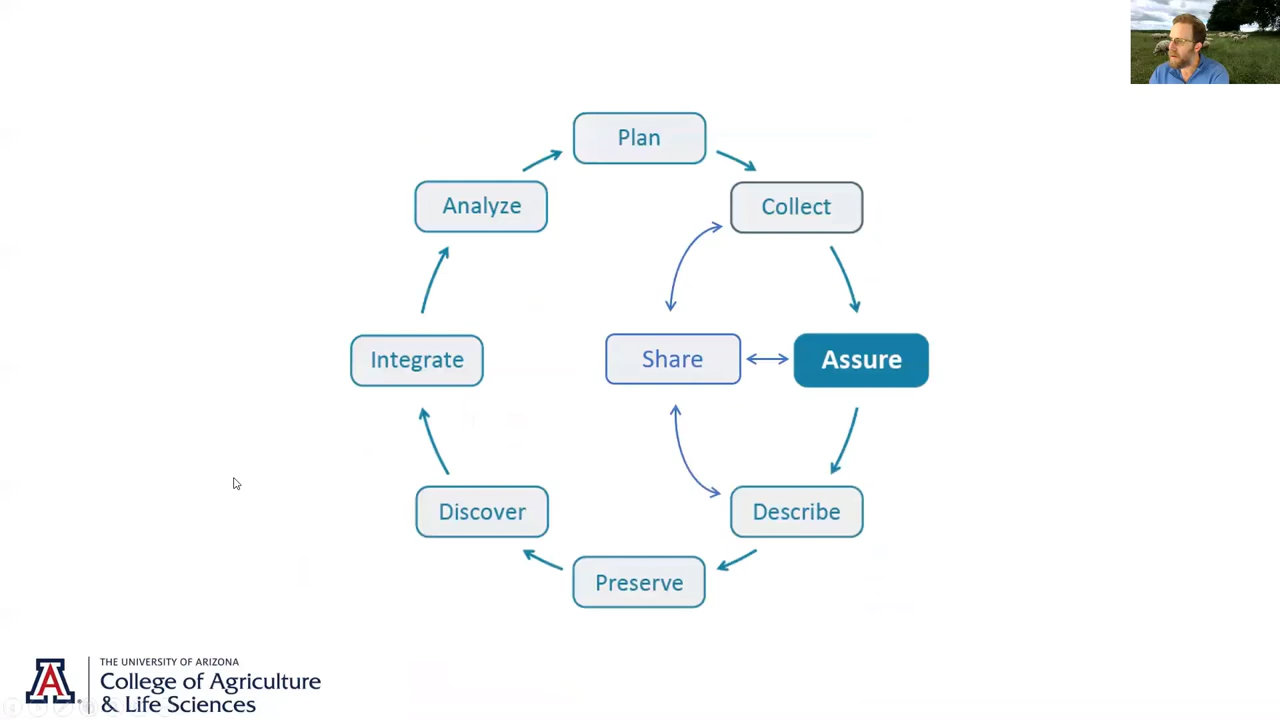 Plan
Analyze
Collect
Integrate
Share
Assure
Discover
Describe
Preserve
A
THE UNIVERSITY OF ARIZONA
College of Agriculture
& Life Sciences